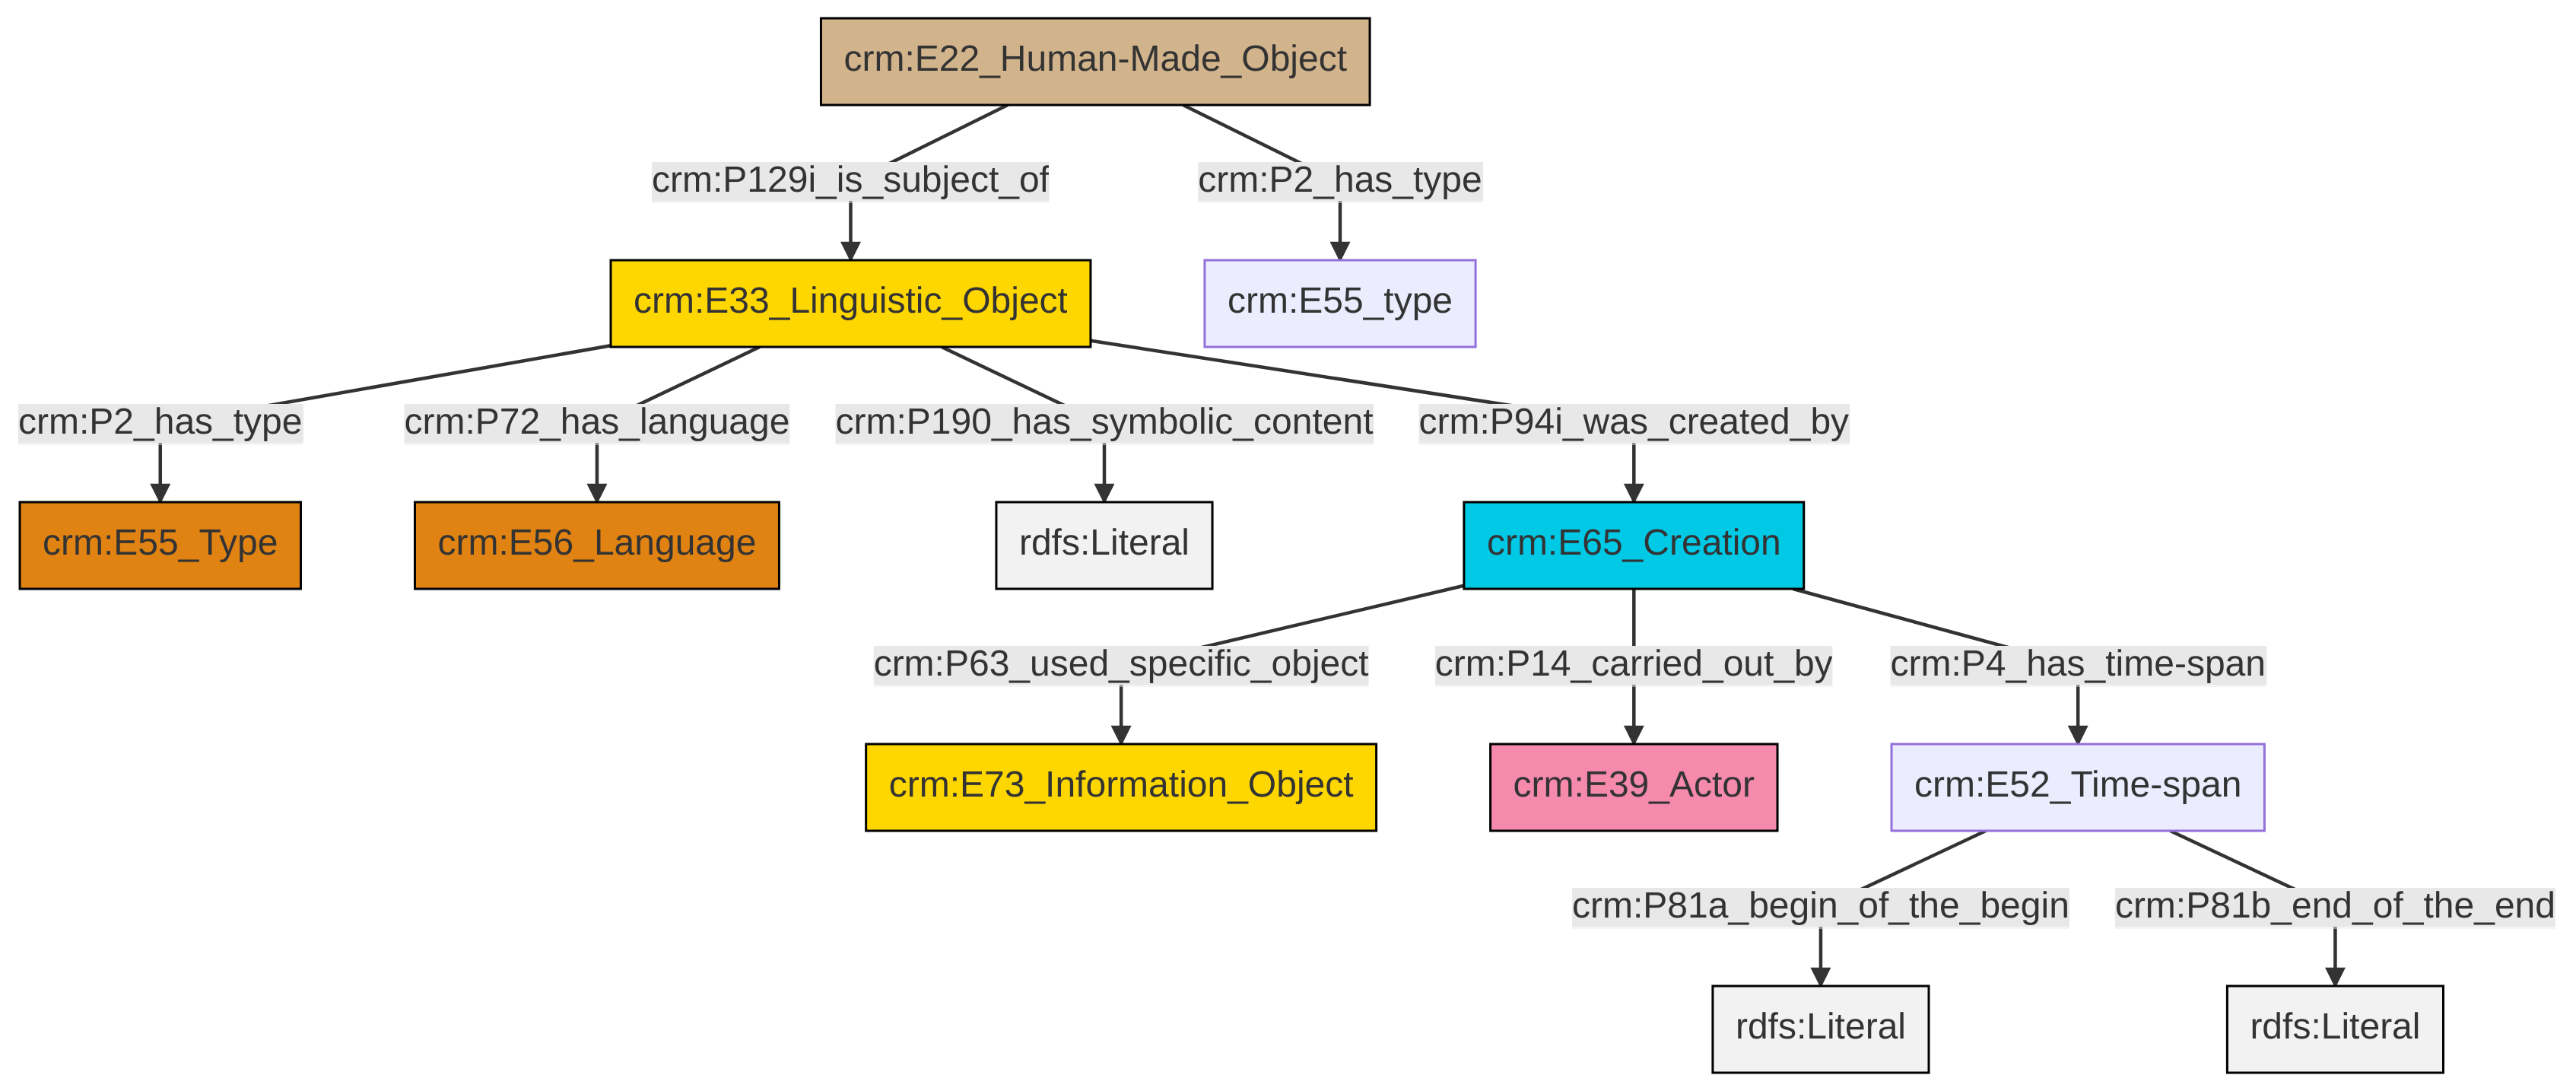 crm:E22_Human-Made_Object
crm:P129i_is_subject_of
crm:P2_has_type
crm:E33_Linguistic_Object
crm:E55_type
crm:P2_has_type
crm:P72_has_language
crm:P190_has_symbolic_content
crm:P94i_was_created_by
crm:E55_Type
crm:E56_Language
rdfs:Literal
crm:E65_Creation
crm:P63_used_specific_object
crm:P14_carried_out_by
crm:P4_has_time-span
crm:E73_Information_Object
crm:E39_Actor
crm:E52_Time-span
crm:P81a_begin_of_the_begin
crm:P81b_end_of_the_end
rdfs:Literal
rdfs:Literal